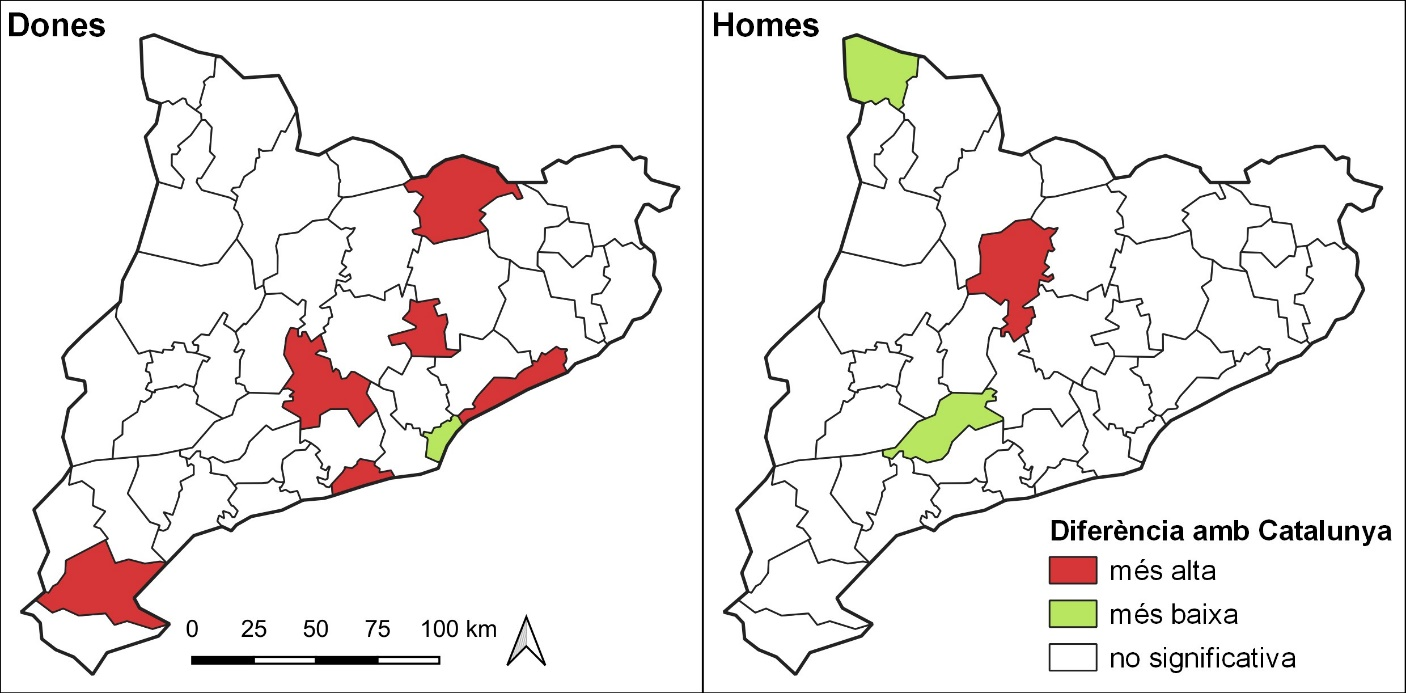 Dones
Homes
Diferència amb Catalunya
més alta
més baixa
no significativa
0 25 50 75 100 km